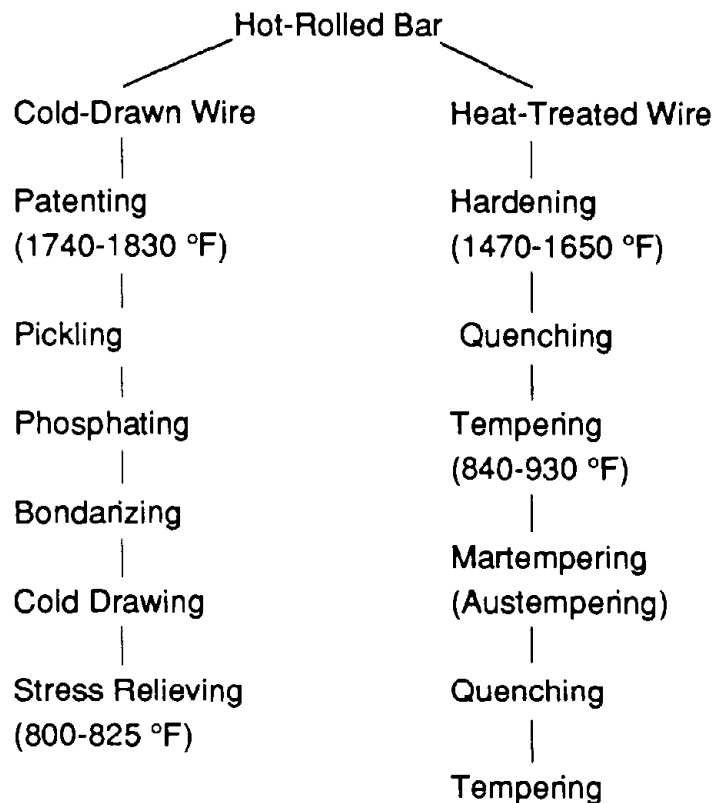 Hot-Rolled Bar
Cold-Drawn Wire
Patenting
(1740-1830 °F)
Pickling
Phosphating
Bondarizing
Cold Drawing
Stress Relieving
(800-825 °F)
Heat-Treated Wire
Hardening
(1470-1650 °F)
Quenching
Tempering
(840-930 °F)
Martempering
(Austempering)
Quenching
Tempering